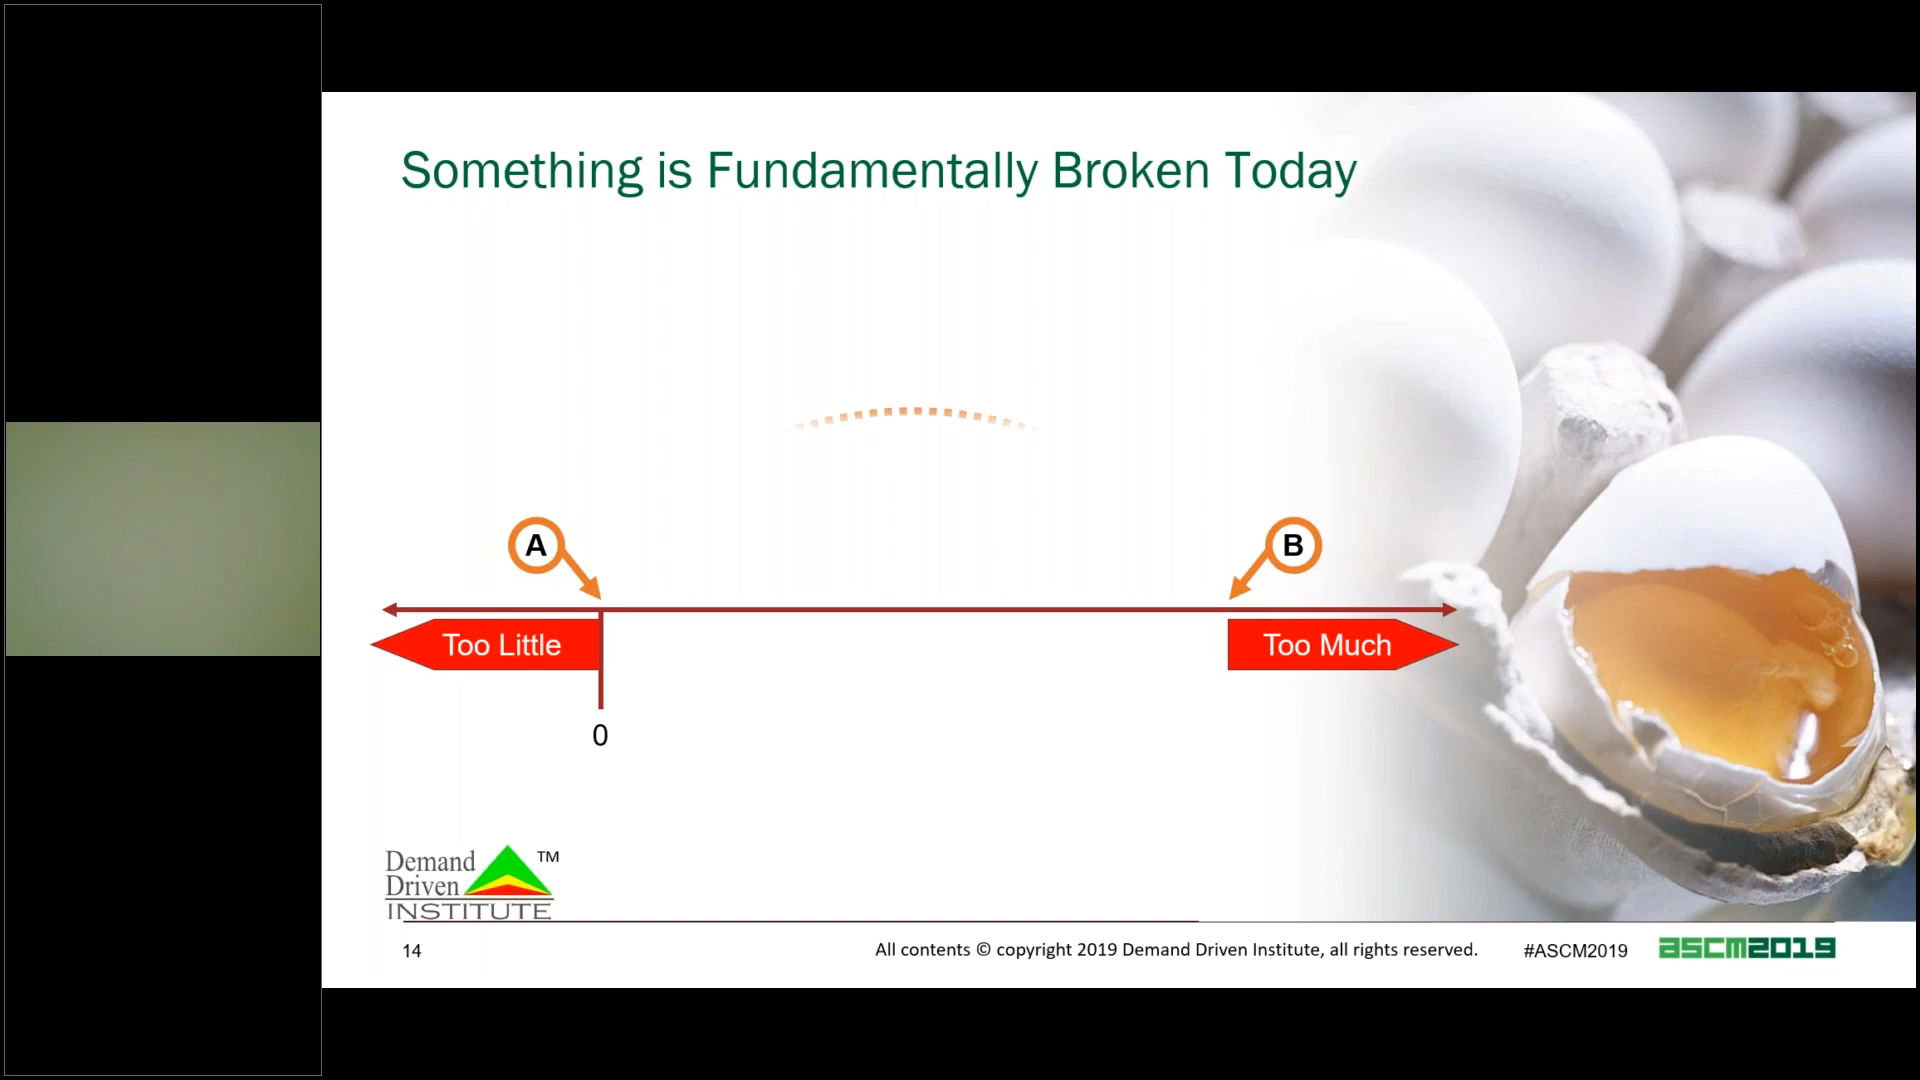 Something is Fundamentally Broken Today
A
B
Too Little
Too Much
0
Demand
Driven
INSTITUTE
TM
14
All contents © copyright 2019 Demand Driven Institute, all rights reserved.
#ASCM2019
ascm2019